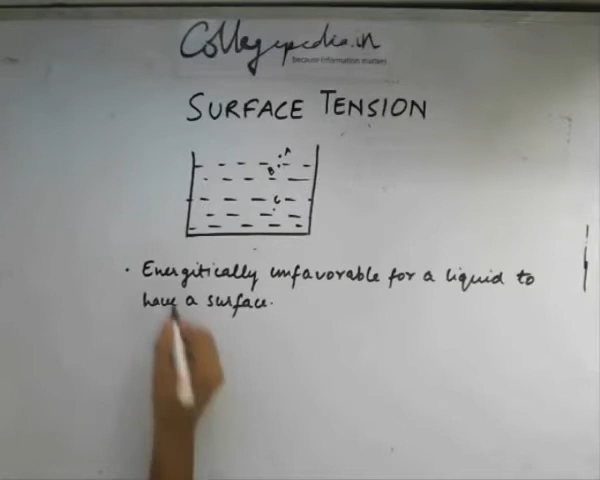 Collegepedia.in
because information matters
SURFACE TENSION
A
B
C
· Energitically unfavorable for a liquid to
have a surface.